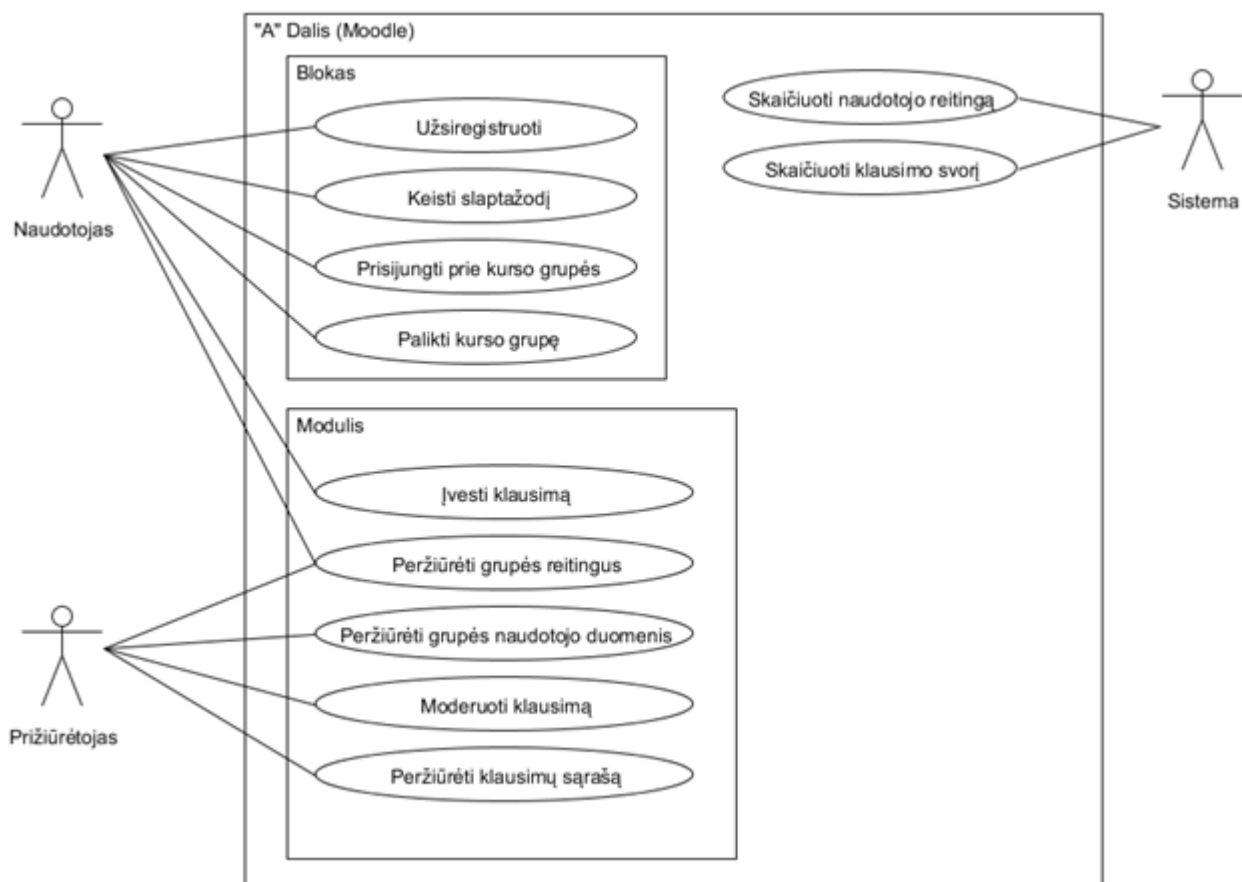 "A" Dalis (Moodle)
Blokas
Užsiregistruoti
Keisti slaptažodį
Prisijungti prie kurso grupės
Palikti kurso grupę
Skaičiuoti naudotojo reitingą
Skaičiuoti klausimo svorį
Naudotojas
Sistema
Modulis
Įvesti klausimą
Peržiūrėti grupės reitingus
Peržiūrėti grupės naudotojo duomenis
Moderuoti klausimą
Peržiūrėti klausimų sąrašą
Prižiūrėtojas